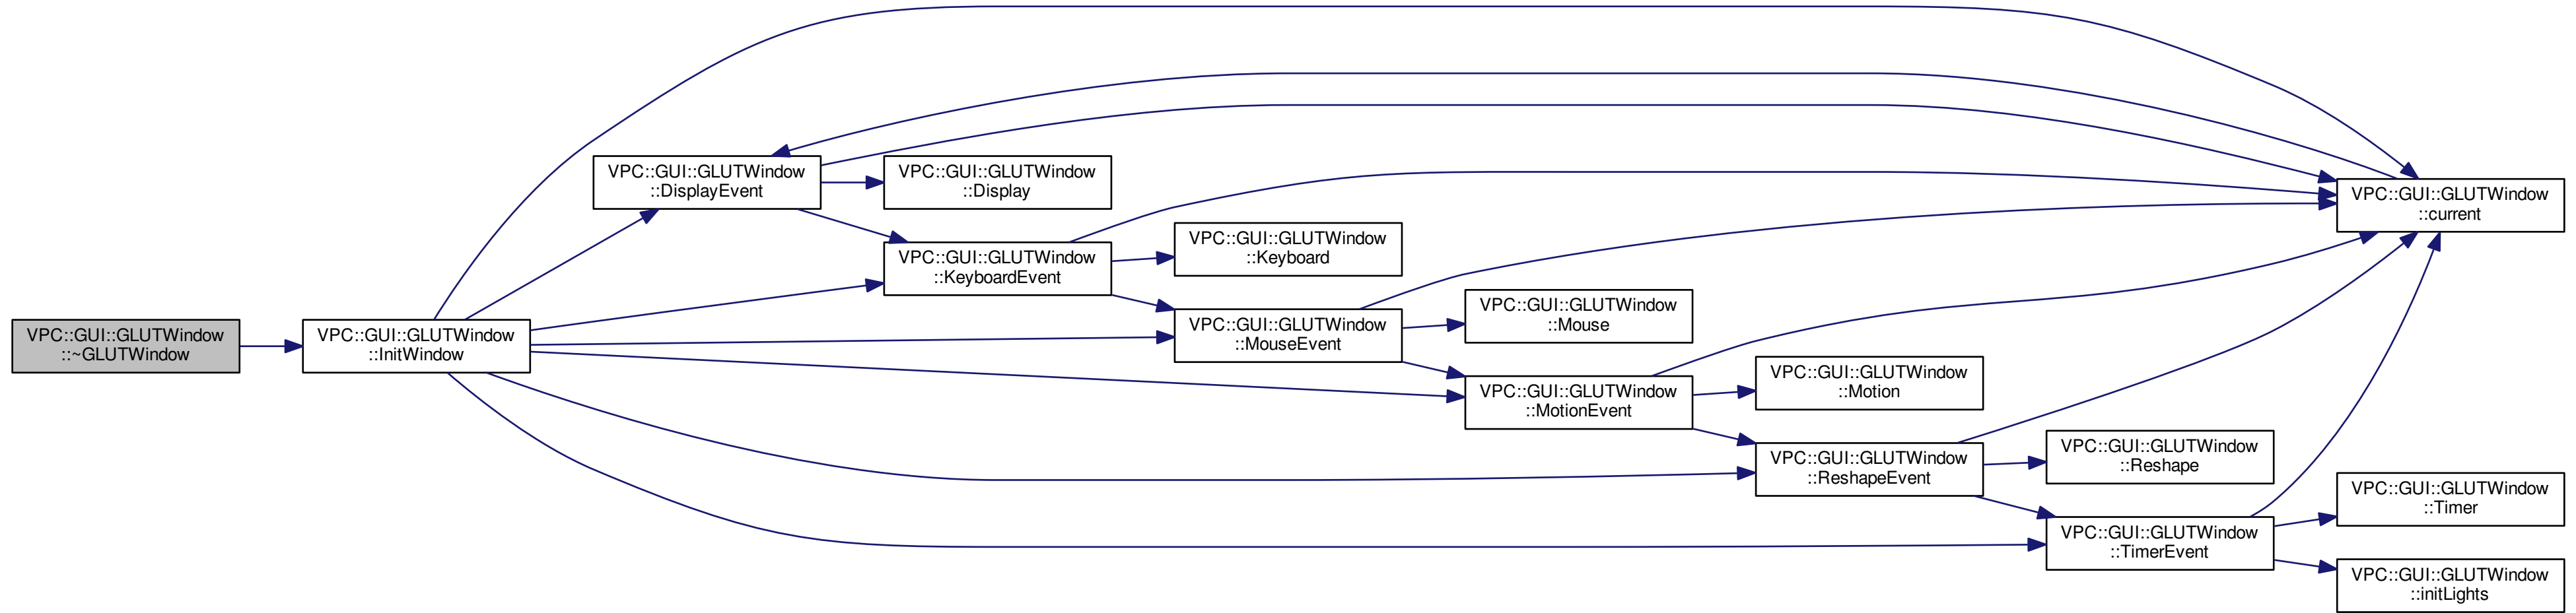 VPC::GUI::GLUTWindow
::~GLUTWindow
VPC::GUI::GLUTWindow
::InitWindow
VPC::GUI::GLUTWindow
::DisplayEvent
VPC::GUI::GLUTWindow
::Display
VPC::GUI::GLUTWindow
::KeyboardEvent
VPC::GUI::GLUTWindow
::Keyboard
VPC::GUI::GLUTWindow
::MouseEvent
VPC::GUI::GLUTWindow
::Mouse
VPC::GUI::GLUTWindow
::MotionEvent
VPC::GUI::GLUTWindow
::Motion
VPC::GUI::GLUTWindow
::ReshapeEvent
VPC::GUI::GLUTWindow
::Reshape
VPC::GUI::GLUTWindow
::TimerEvent
VPC::GUI::GLUTWindow
::current
VPC::GUI::GLUTWindow
::Timer
VPC::GUI::GLUTWindow
::initLights